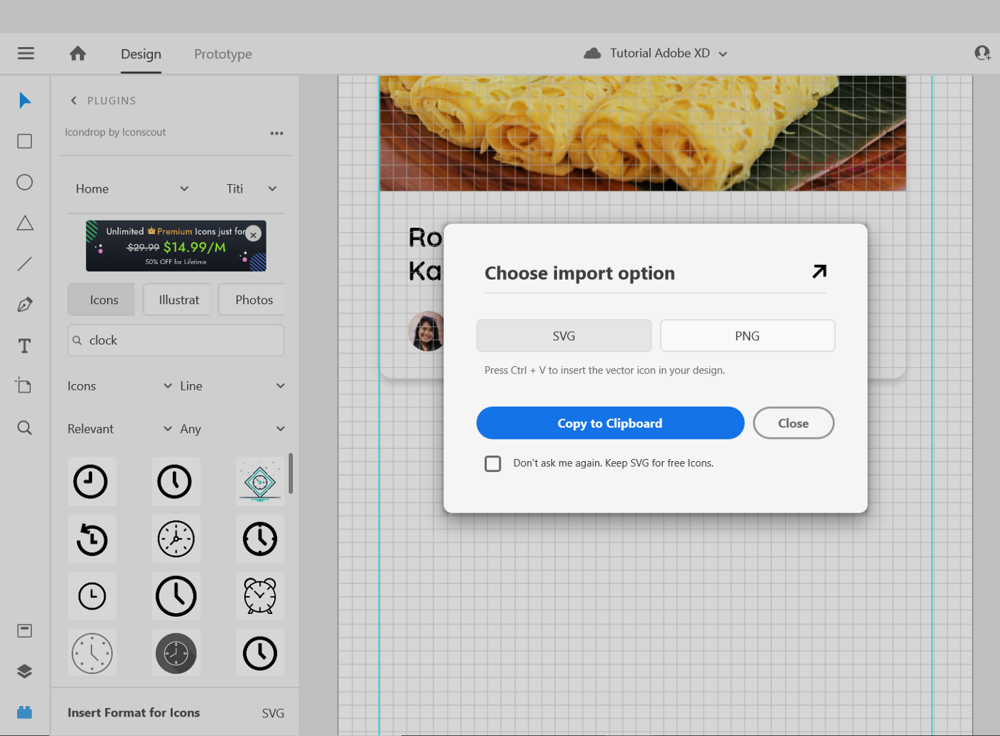 Design Prototype Tutorial Adobe XD
PLUGINS
Icondrop by Iconscout
Home Titi
Unlimited Premium Icons just for
$29.99 $14.99/M
50% OFF for Lifetime
Icons Illustrat Photos
clock
Icons Line
Relevant Any
Insert Format for Icons SVG
Ro
Ka
Choose import option
SVG PNG
Press Ctrl + V to insert the vector icon in your design.
Copy to Clipboard Close
Don't ask me again. Keep SVG for free Icons.